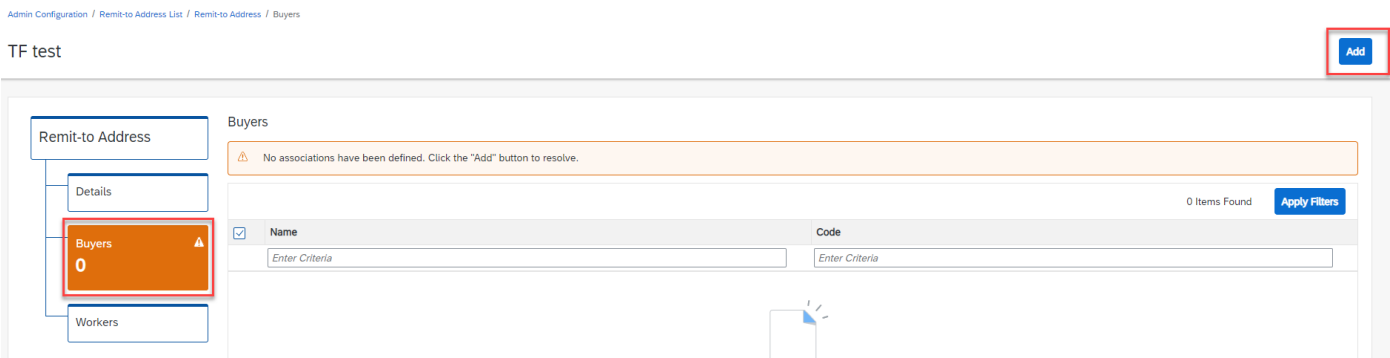 Admin Configuration / Remit-to Address List / Remit-to Address / Buyers
TF test
Add
Remit-to Address
Details
Buyers
0
Workers
Buyers
No associations have been defined. Click the "Add" button to resolve.
0 Items Found
Apply Filters
Name
Code
Enter Criteria
Enter Criteria